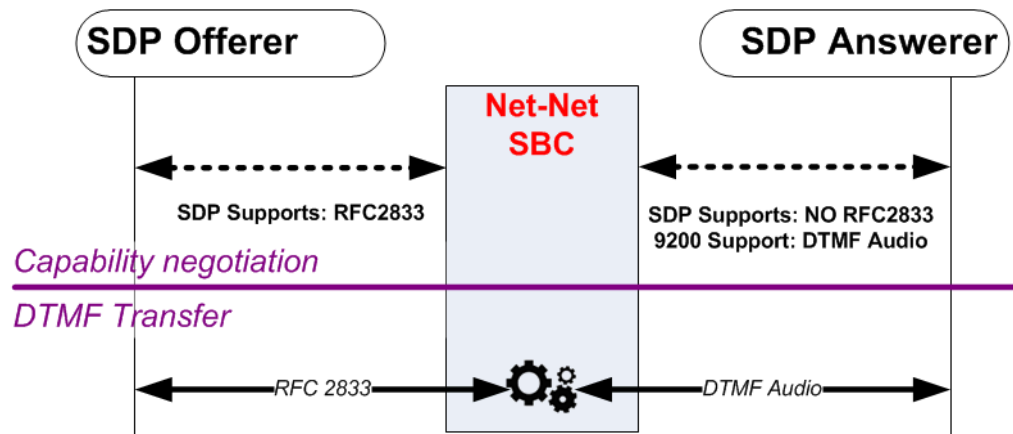 SDP Offerer
SDP Answerer
Net-Net
SBC
SDP Supports: RFC2833
SDP Supports: NO RFC2833
9200 Support: DTMF Audio
Capability negotiation
DTMF Transfer
RFC 2833
DTMF Audio